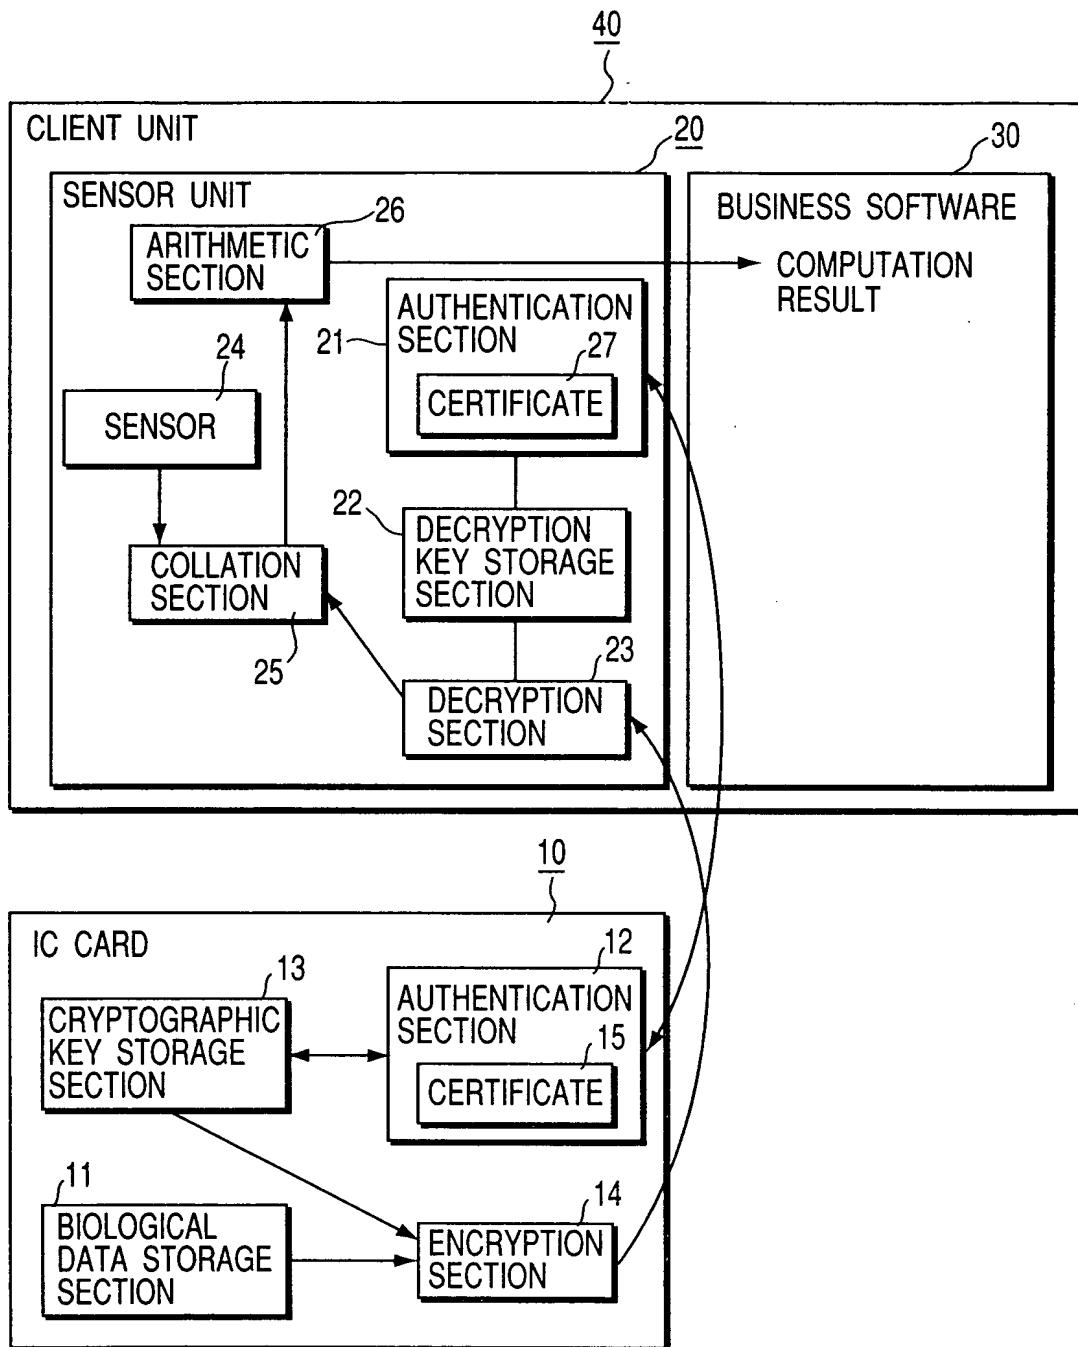 40
CLIENT UNIT
20
30
SENSOR UNIT
26
BUSINESS SOFTWARE
ARITHMETIC
SECTION
COMPUTATION
RESULT
21
AUTHENTICATION
SECTION
27
CERTIFICATE
24
SENSOR
22
DECRYPTION
KEY STORAGE
SECTION
COLLATION
SECTION
25
23
DECRYPTION
SECTION
10
IC CARD
13
12
CRYPTOGRAPHIC
KEY STORAGE
SECTION
AUTHENTICATION
SECTION
15
CERTIFICATE
11
BIOLOGICAL
DATA STORAGE
SECTION
14
ENCRYPTION
SECTION